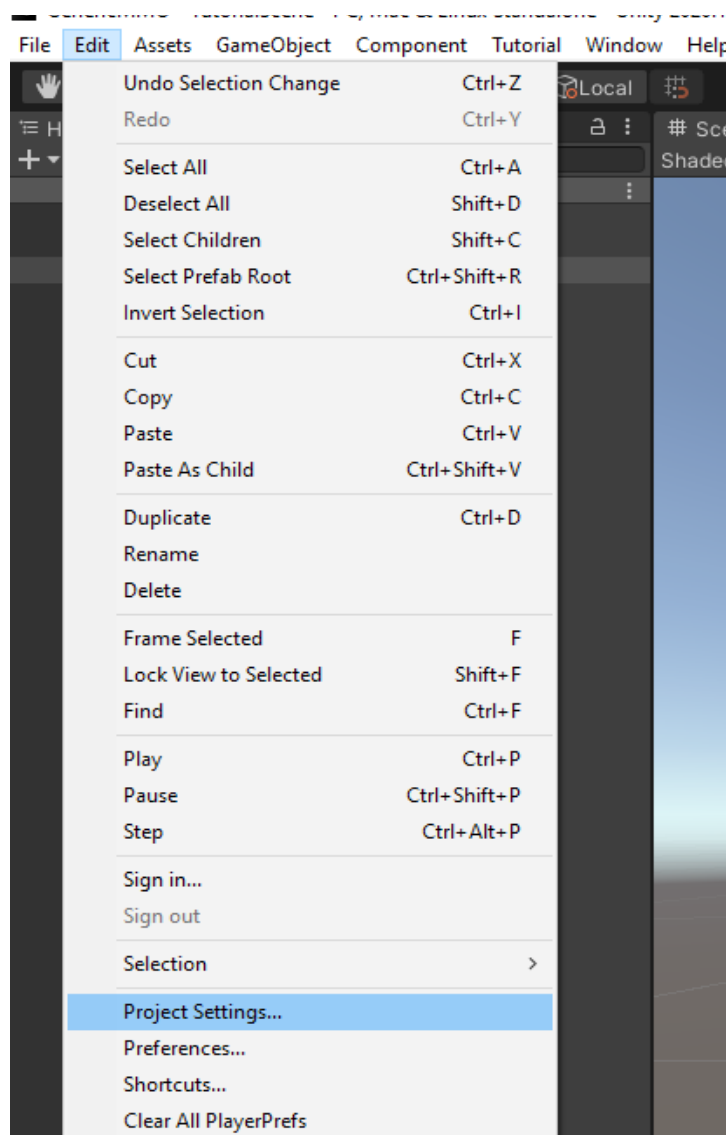 File Edit Assets GameObject Component Tutorial Window Help
Undo Selection Change Ctrl+Z
Local
Redo Ctrl+Y
H
# Sce
Shaded
Select All Ctrl+A
Deselect All Shift+D
Select Children Shift+C
Select Prefab Root Ctrl+Shift+R
Invert Selection Ctrl+I
Cut Ctrl+X
Copy Ctrl+C
Paste Ctrl+V
Paste As Child Ctrl+Shift+V
Duplicate Ctrl+D
Rename
Delete
Frame Selected F
Lock View to Selected Shift+F
Find Ctrl+F
Play Ctrl+P
Pause Ctrl+Shift+P
Step Ctrl+Alt+P
Sign in...
Sign out
Selection >
Project Settings...
Preferences...
Shortcuts...
Clear All PlayerPrefs